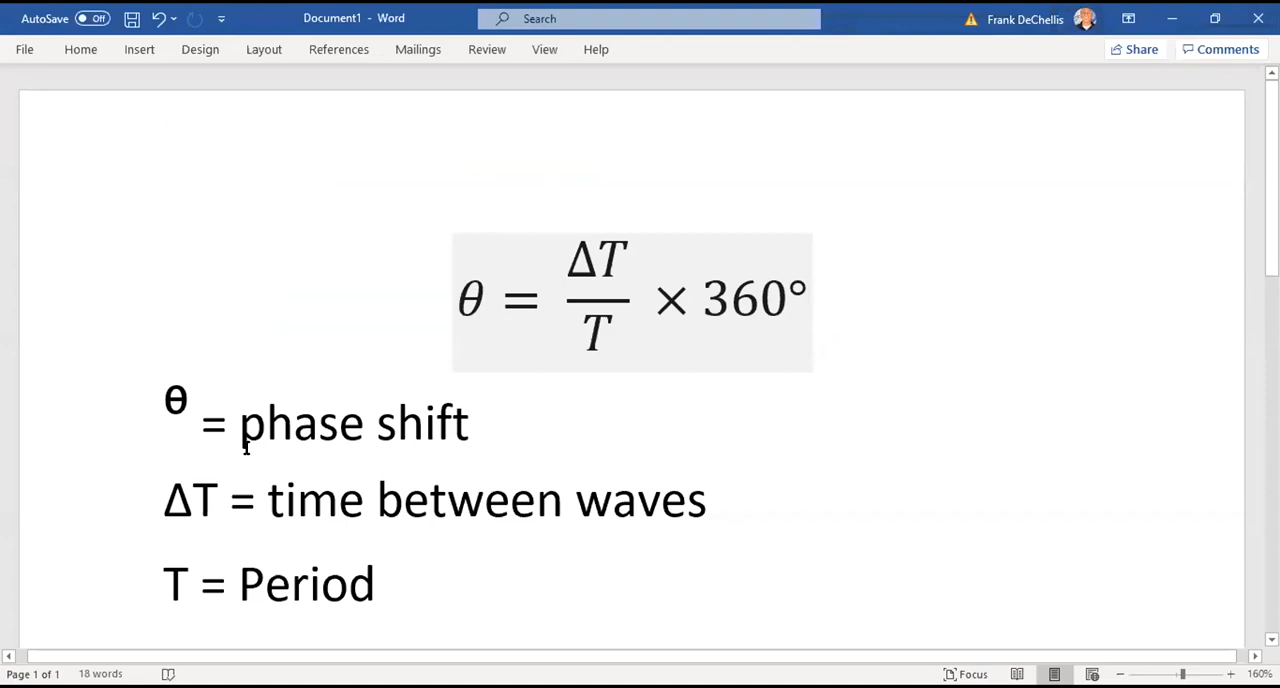 AutoSave Off Document1 - Word Search Frank DeChellis
File Home Insert Draw Design Layout References Mailings Review View Help Share Comments
θ = ΔT / T × 360°
θ = phase shift
ΔT = time between waves
T = Period
Page 1 of 1 18 words Focus 160%